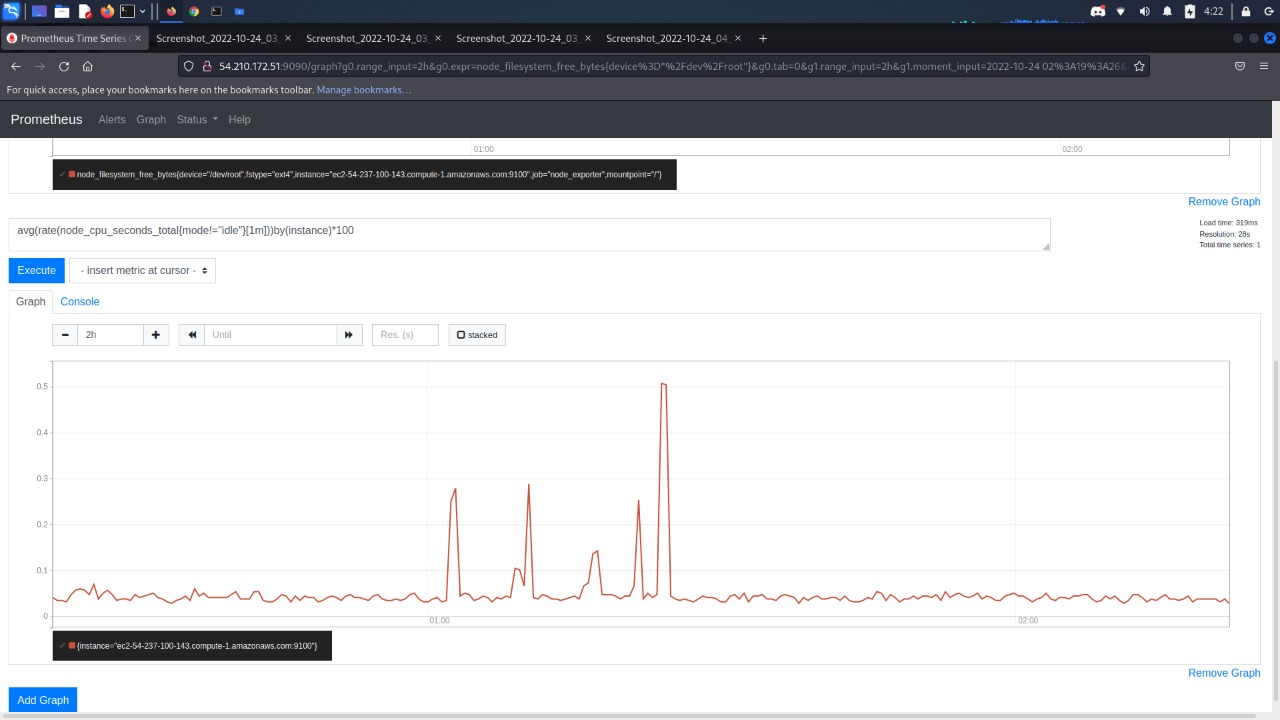 4:22
Prometheus Time Series C
Screenshot_2022-10-24_03_
Screenshot_2022-10-24_03_
Screenshot_2022-10-24_03_
Screenshot_2022-10-24_04_
54.210.172.51:9090/graph?g0.range_input=2h&g0.expr=node_filesystem_free_bytes{device%3D"%2Fdev%2Froot"}&g0.tab=0&g1.range_input=2h&g1.moment_input=2022-10-24 02%3A19%3A26&
For quick access, place your bookmarks here on the bookmarks toolbar. Manage bookmarks…
Prometheus Alerts Graph Status Help
01:00 02:00
node_filesystem_free_bytes{device="/dev/root",fstype="ext4",instance="ec2-54-237-100-143.compute-1.amazonaws.com:9100",job="node_exporter",mountpoint="/"}
Remove Graph
avg(rate(node_cpu_seconds_total{mode!="idle"}[1m]))by(instance)*100
Load time: 319ms
Resolution: 28s
Total time series: 1
Execute - insert metric at cursor -
Graph Console
2h Until Res. (s) stacked
0.5
0.4
0.3
0.2
0.1
0
01:00 02:00
{instance="ec2-54-237-100-143.compute-1.amazonaws.com:9100"}
Remove Graph
Add Graph